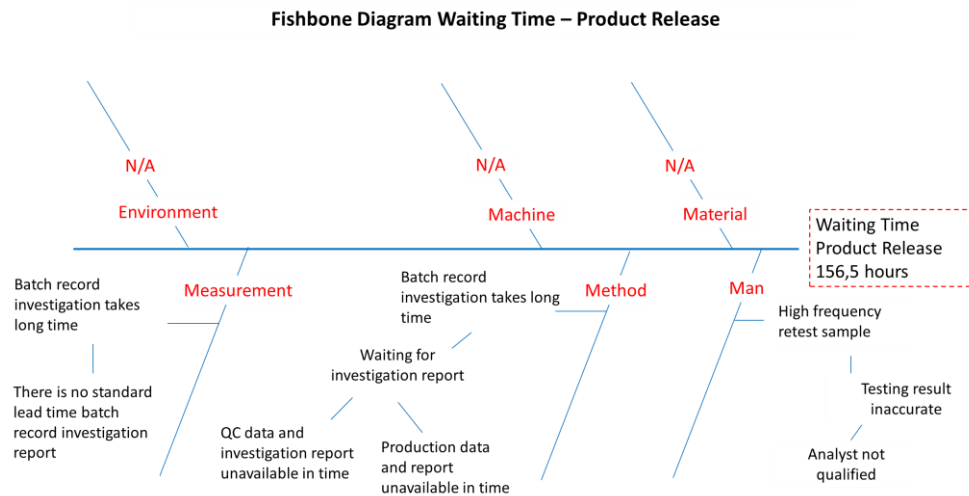 Fishbone Diagram Waiting Time – Product Release
N/A
Environment
N/A
Machine
N/A
Material
Waiting Time
Product Release
156,5 hours
Measurement
Batch record
investigation takes
long time
There is no standard
lead time batch
record investigation
report
Method
Batch record
investigation takes long
time
Waiting for
investigation report
QC data and
investigation report
unavailable in time
Production data
and report
unavailable in time
Man
High frequency
retest sample
Testing result
inaccurate
Analyst not
qualified